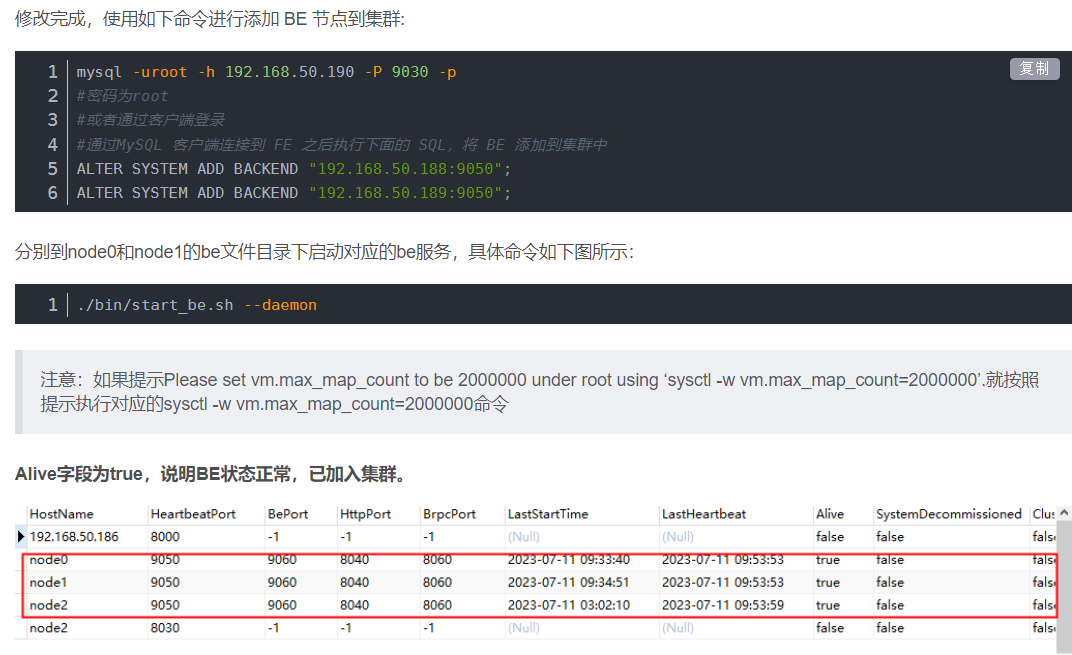 修改完成，使用如下命令进行添加 BE 节点到集群:
复制
1 mysql -uroot -h 192.168.50.190 -P 9030 -p
2 #密码为root
3 #或者通过客户端登录
4 #通过MySQL 客户端连接到 FE 之后执行下面的 SQL，将 BE 添加到集群中
5 ALTER SYSTEM ADD BACKEND "192.168.50.188:9050";
6 ALTER SYSTEM ADD BACKEND "192.168.50.189:9050";
分别到node0和node1的be文件目录下启动对应的be服务，具体命令如下图所示：
1 ./bin/start_be.sh --daemon
注意：如果提示Please set vm.max_map_count to be 2000000 under root using ‘sysctl -w vm.max_map_count=2000000’.就按照
提示执行对应的sysctl -w vm.max_map_count=2000000命令
Alive字段为true，说明BE状态正常，已加入集群。
HostName HeartbeatPort BePort HttpPort BrpcPort LastStartTime LastHeartbeat Alive SystemDecommissioned Clus
192.168.50.186 8000 -1 -1 -1 (Null) (Null) false false fals
node0 9050 9060 8040 8060 2023-07-11 09:33:40 2023-07-11 09:53:53 true false fals
node1 9050 9060 8040 8060 2023-07-11 09:34:51 2023-07-11 09:53:53 true false fals
node2 9050 9060 8040 8060 2023-07-11 03:02:10 2023-07-11 09:53:59 true false fals
node2 8030 -1 -1 -1 (Null) (Null) false false fals